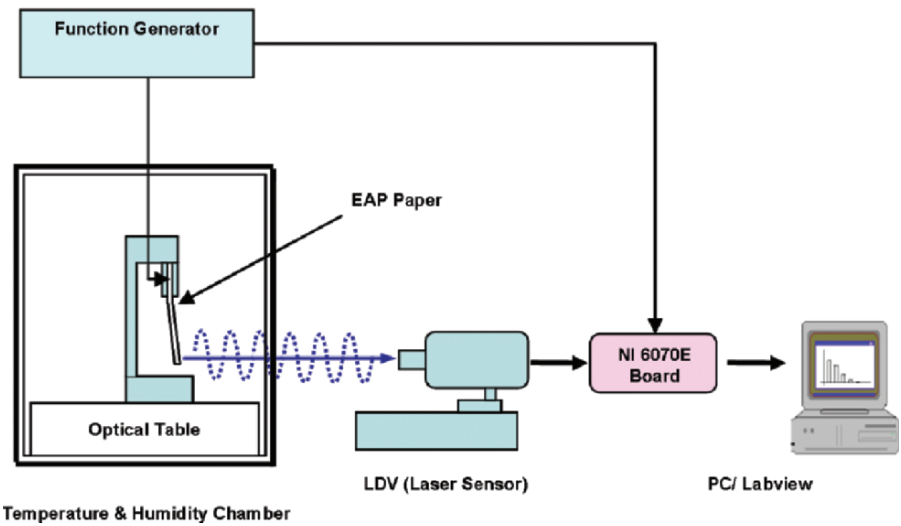 Function Generator
EAP Paper
NI 6070E
Board
Optical Table
LDV (Laser Sensor)
PC/ Labview
Temperature & Humidity Chamber